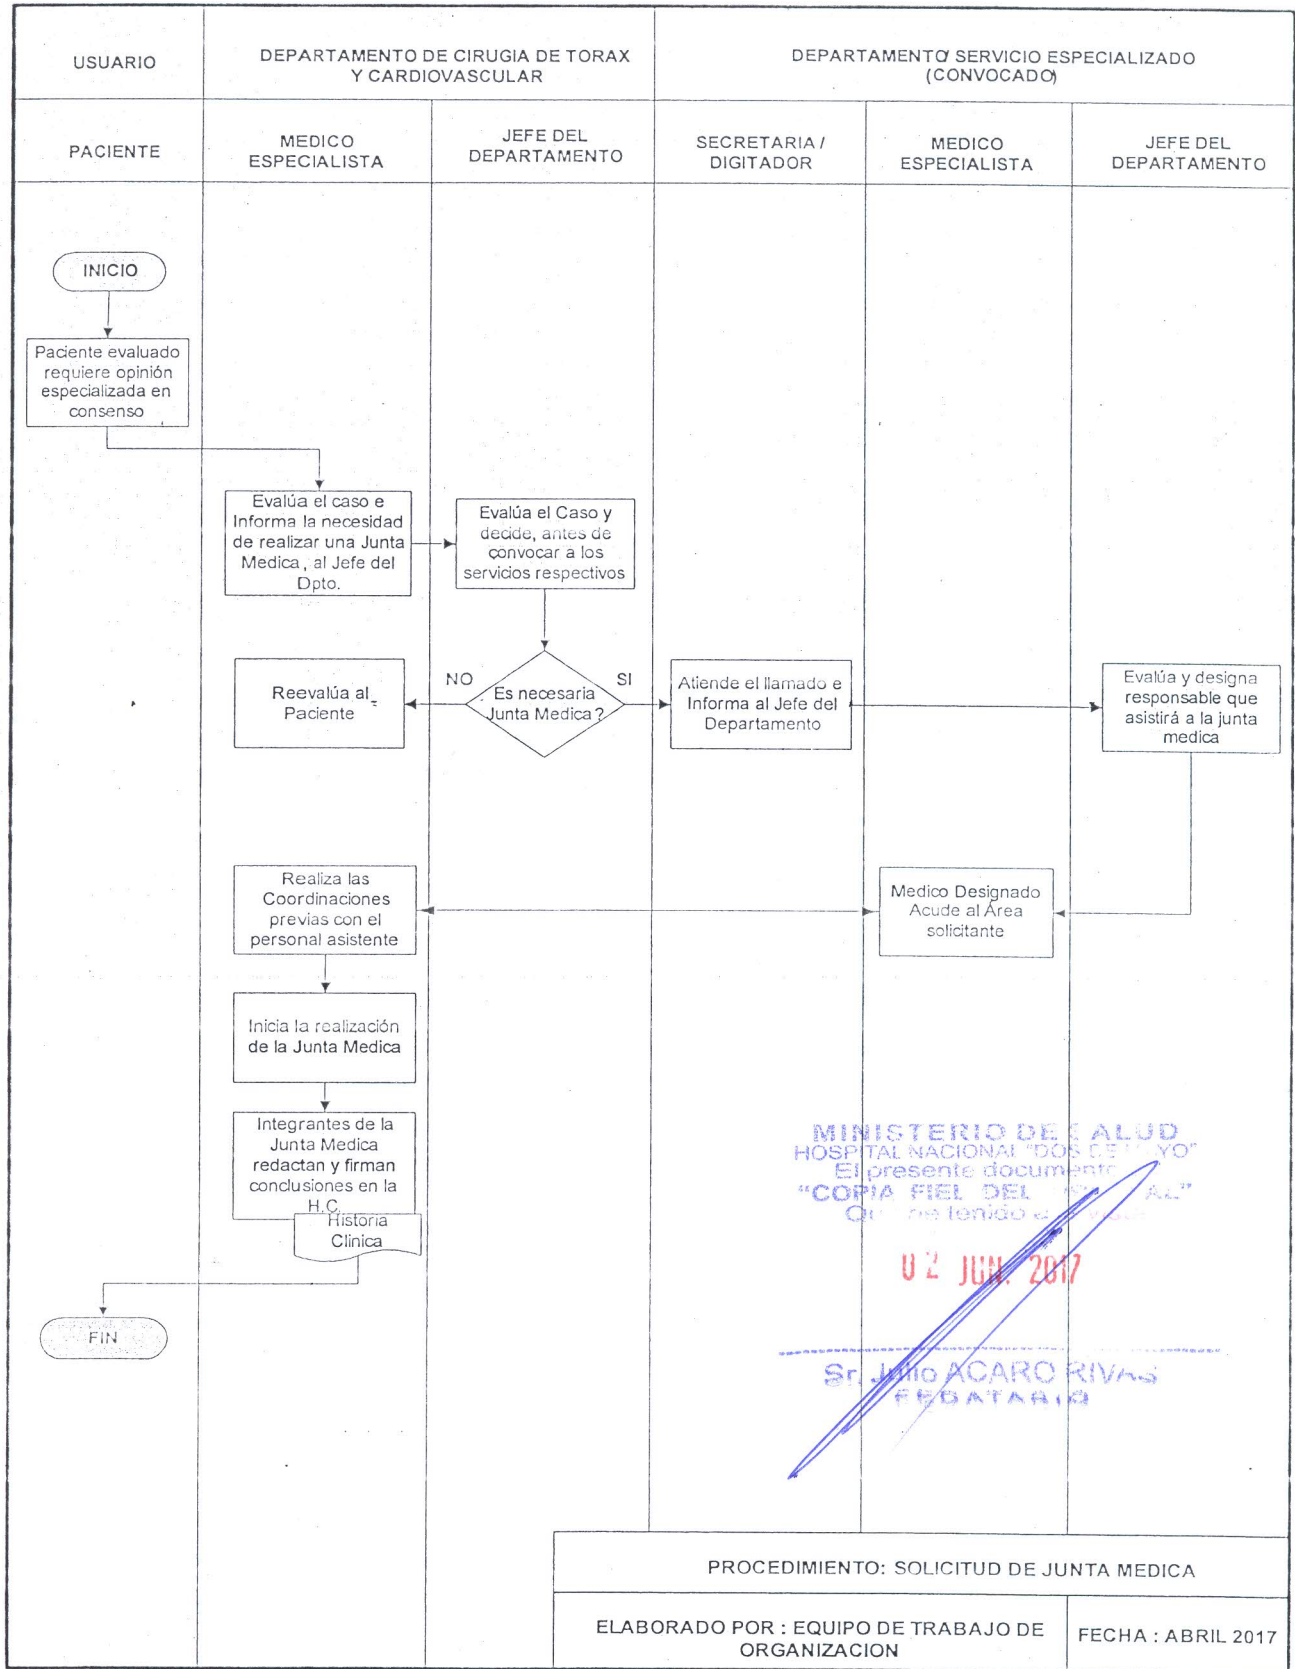 USUARIO
DEPARTAMENTO DE CIRUGIA DE TORAX
Y CARDIOVASCULAR
DEPARTAMENTO/ SERVICIO ESPECIALIZADO
(CONVOCADO)
PACIENTE
MEDICO
ESPECIALISTA
JEFE DEL
DEPARTAMENTO
SECRETARIA /
DIGITADOR
MEDICO
ESPECIALISTA
JEFE DEL
DEPARTAMENTO
INICIO
Paciente evaluado
requiere opinión
especializada en
consenso
Evalúa el caso e
Informa la necesidad
de realizar una Junta
Medica, al Jefe del
Dpto.
Evalúa el Caso y
decide, antes de
convocar a los
servicios respectivos
Reevalúa al
Paciente
NO
Es necesaria
Junta Medica?
SI
Atiende el llamado e
Informa al Jefe del
Departamento
Evalúa y designa
responsable que
asistirá a la junta
medica
Realiza las
Coordinaciones
previas con el
personal asistente
Medico Designado
Acude al Área
solicitante
Inicia la realización
de la Junta Medica
Integrantes de la
Junta Medica
redactan y firman
conclusiones en la
H.C.
Historia
Clinica
FIN
MINISTERIO DE SALUD
HOSPITAL NACIONAL "DOS DE MAYO"
El presente documento
"COPIA FIEL DEL
02 JUN. 2017
Sr. Julio ACARO RIVAS
FEDATARIO
PROCEDIMIENTO: SOLICITUD DE JUNTA MEDICA
ELABORADO POR : EQUIPO DE TRABAJO DE
ORGANIZACION
FECHA : ABRIL 2017